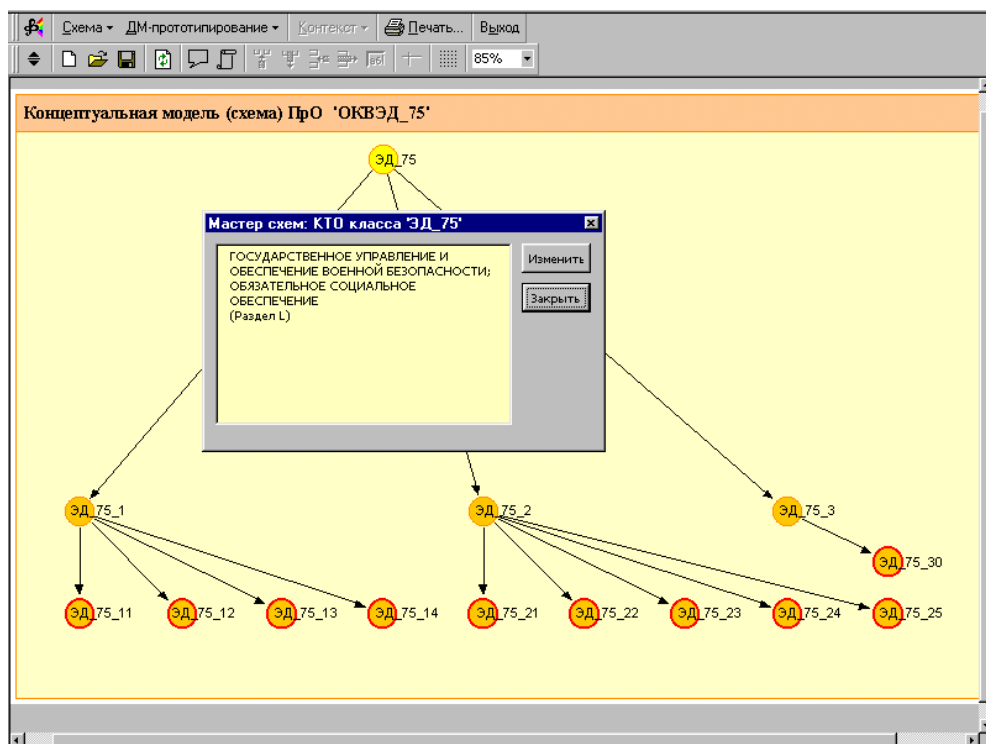 Схема ДМ-прототипирование Контекст Печать... Выход
85%
Концептуальная модель (схема) ПрО 'ОКВЭД_75'
ЭД_75
Мастер схем: КТО класса 'ЭД_75'
ГОСУДАРСТВЕННОЕ УПРАВЛЕНИЕ И
ОБЕСПЕЧЕНИЕ ВОЕННОЙ БЕЗОПАСНОСТИ;
ОБЯЗАТЕЛЬНОЕ СОЦИАЛЬНОЕ
ОБЕСПЕЧЕНИЕ
(Раздел L)
Изменить
Закрыть
ЭД_75_1 ЭД_75_2 ЭД_75_3
ЭД_75_30
ЭД_75_11 ЭД_75_12 ЭД_75_13 ЭД_75_14 ЭД_75_21 ЭД_75_22 ЭД_75_23 ЭД_75_24 ЭД_75_25